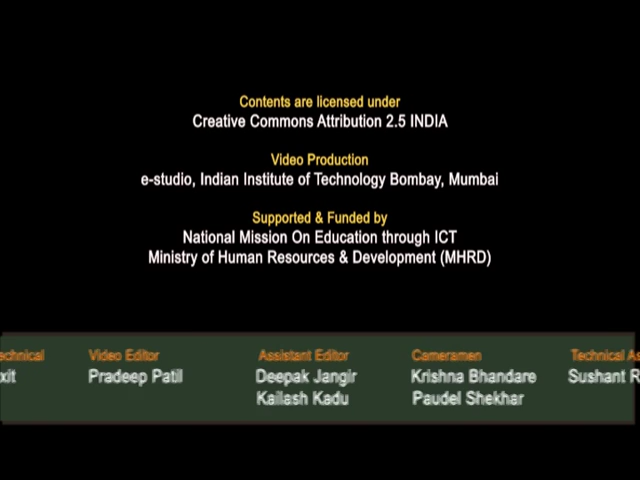 Contents are licensed under
Creative Commons Attribution 2.5 INDIA
Video Production
e-studio, Indian Institute of Technology Bombay, Mumbai
Supported & Funded by
National Mission On Education through ICT
Ministry of Human Resources & Development (MHRD)
Video Editor
Pradeep Patil
Assistant Editor
Deepak Jangir
Kailash Kadu
Cameramen
Krishna Bhandare
Paudel Shekhar
Technical
Sushant